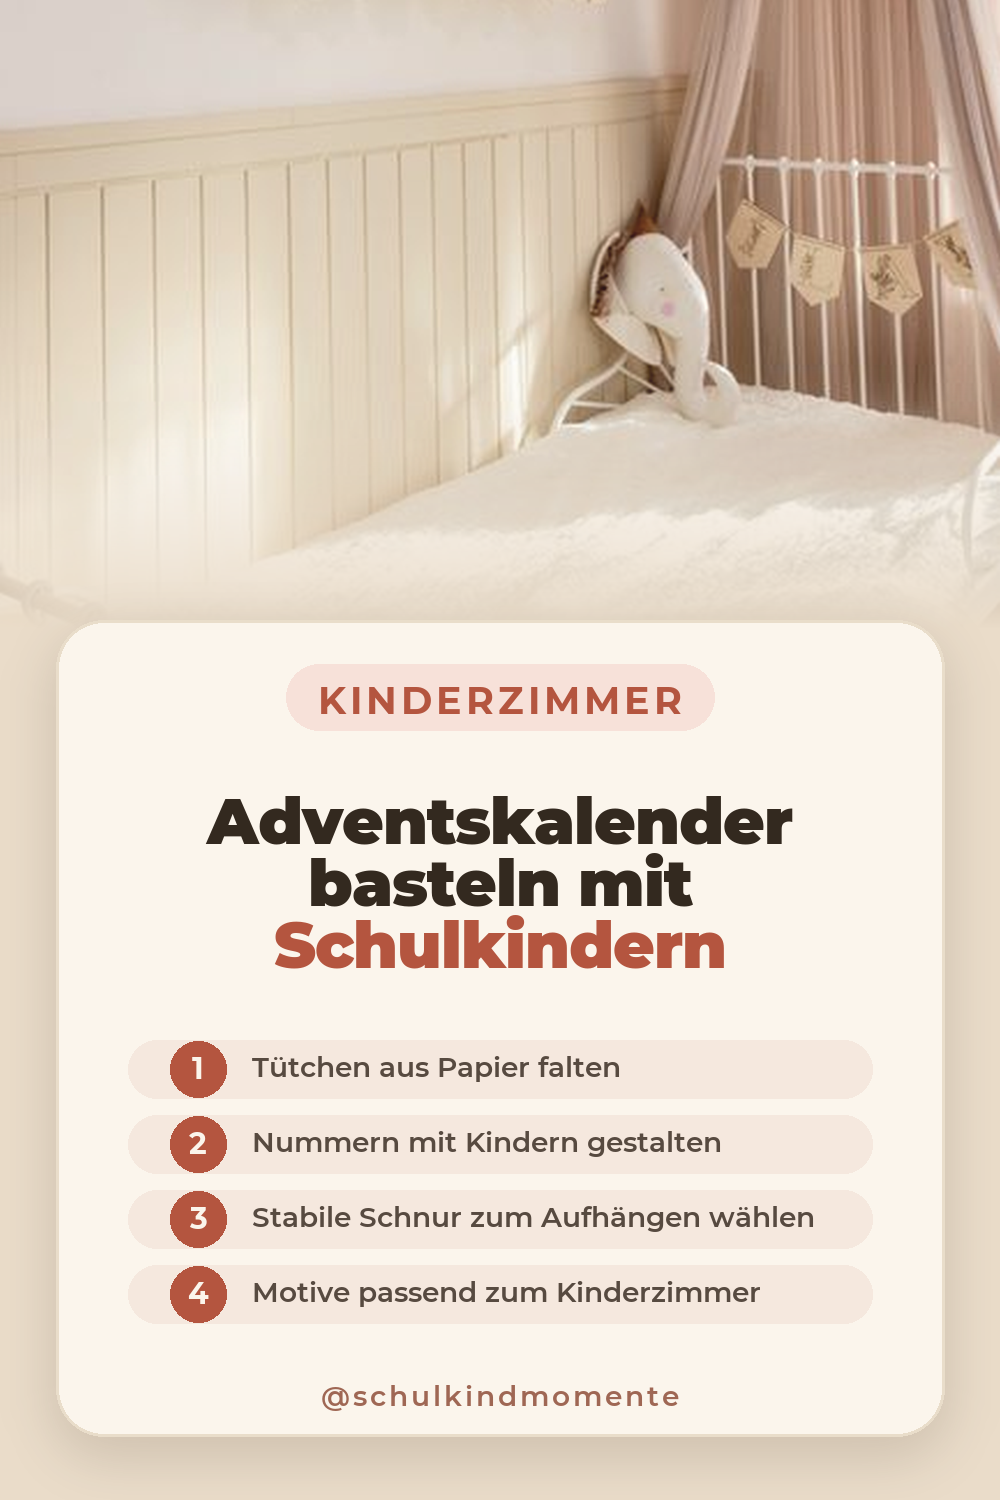 KINDERZIMMER
Adventskalender
basteln mit
Schulkindern
1 Tütchen aus Papier falten
2 Nummern mit Kindern gestalten
3 Stabile Schnur zum Aufhängen wählen
4 Motive passend zum Kinderzimmer
@schulkindmomente